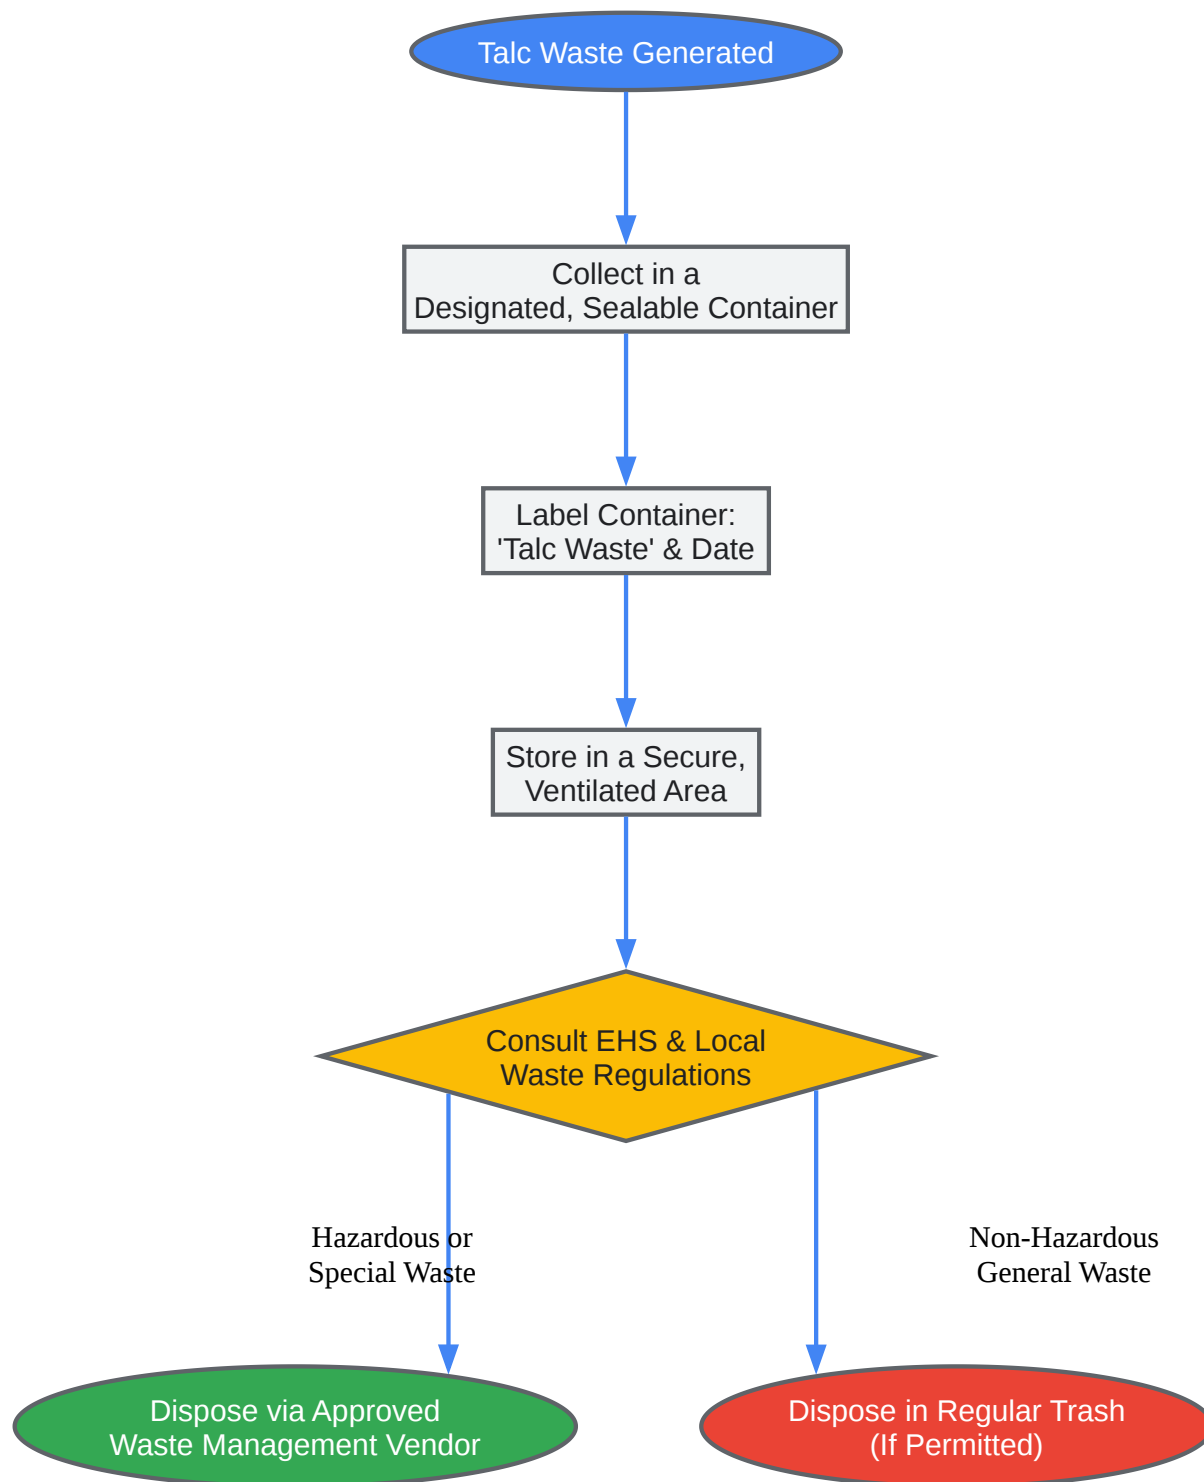 Talc Waste Generated
Collect in a
Designated, Sealable Container
Label Container:
'Talc Waste' & Date
Store in a Secure,
Ventilated Area
Consult EHS & Local
Waste Regulations
Hazardous or
Special Waste
Non-Hazardous
General Waste
Dispose via Approved
Waste Management Vendor
Dispose in Regular Trash
(If Permitted)